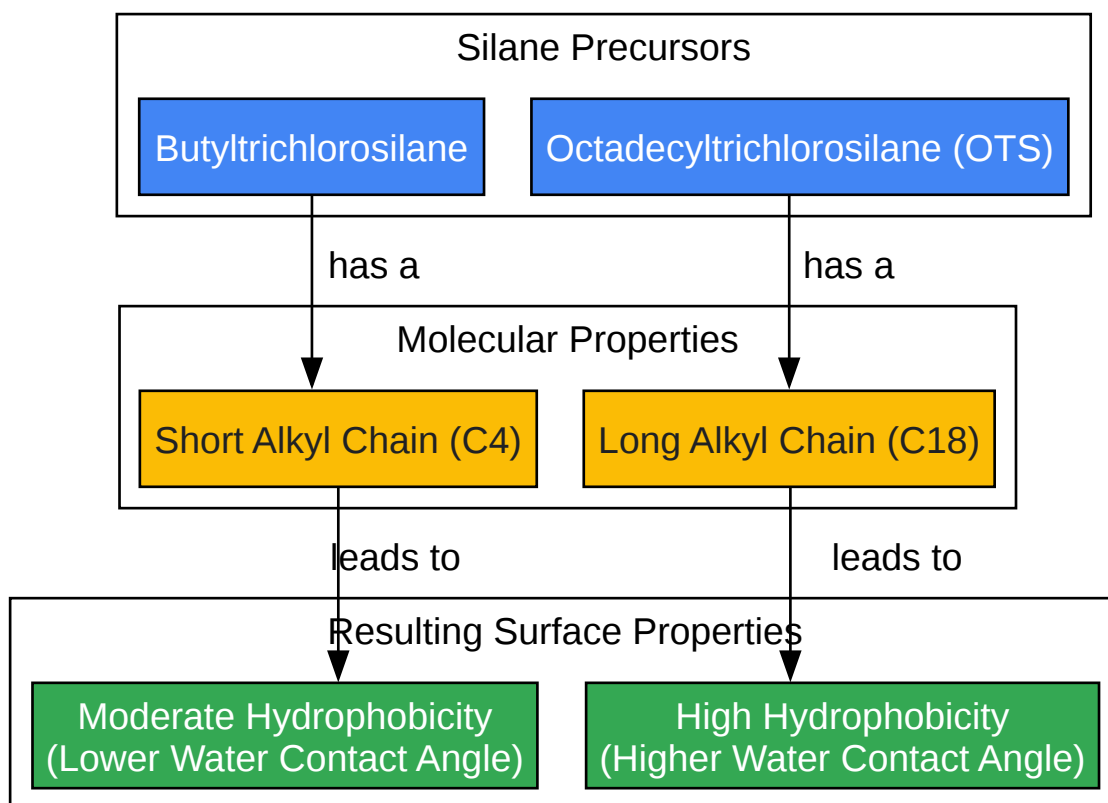 Silane Precursors
Butyltrichlorosilane
Octadecyltrichlorosilane (OTS)
has a
has a
Molecular Properties
Short Alkyl Chain (C4)
Long Alkyl Chain (C18)
leads to
leads to
Resulting Surface Properties
Moderate Hydrophobicity
(Lower Water Contact Angle)
High Hydrophobicity
(Higher Water Contact Angle)